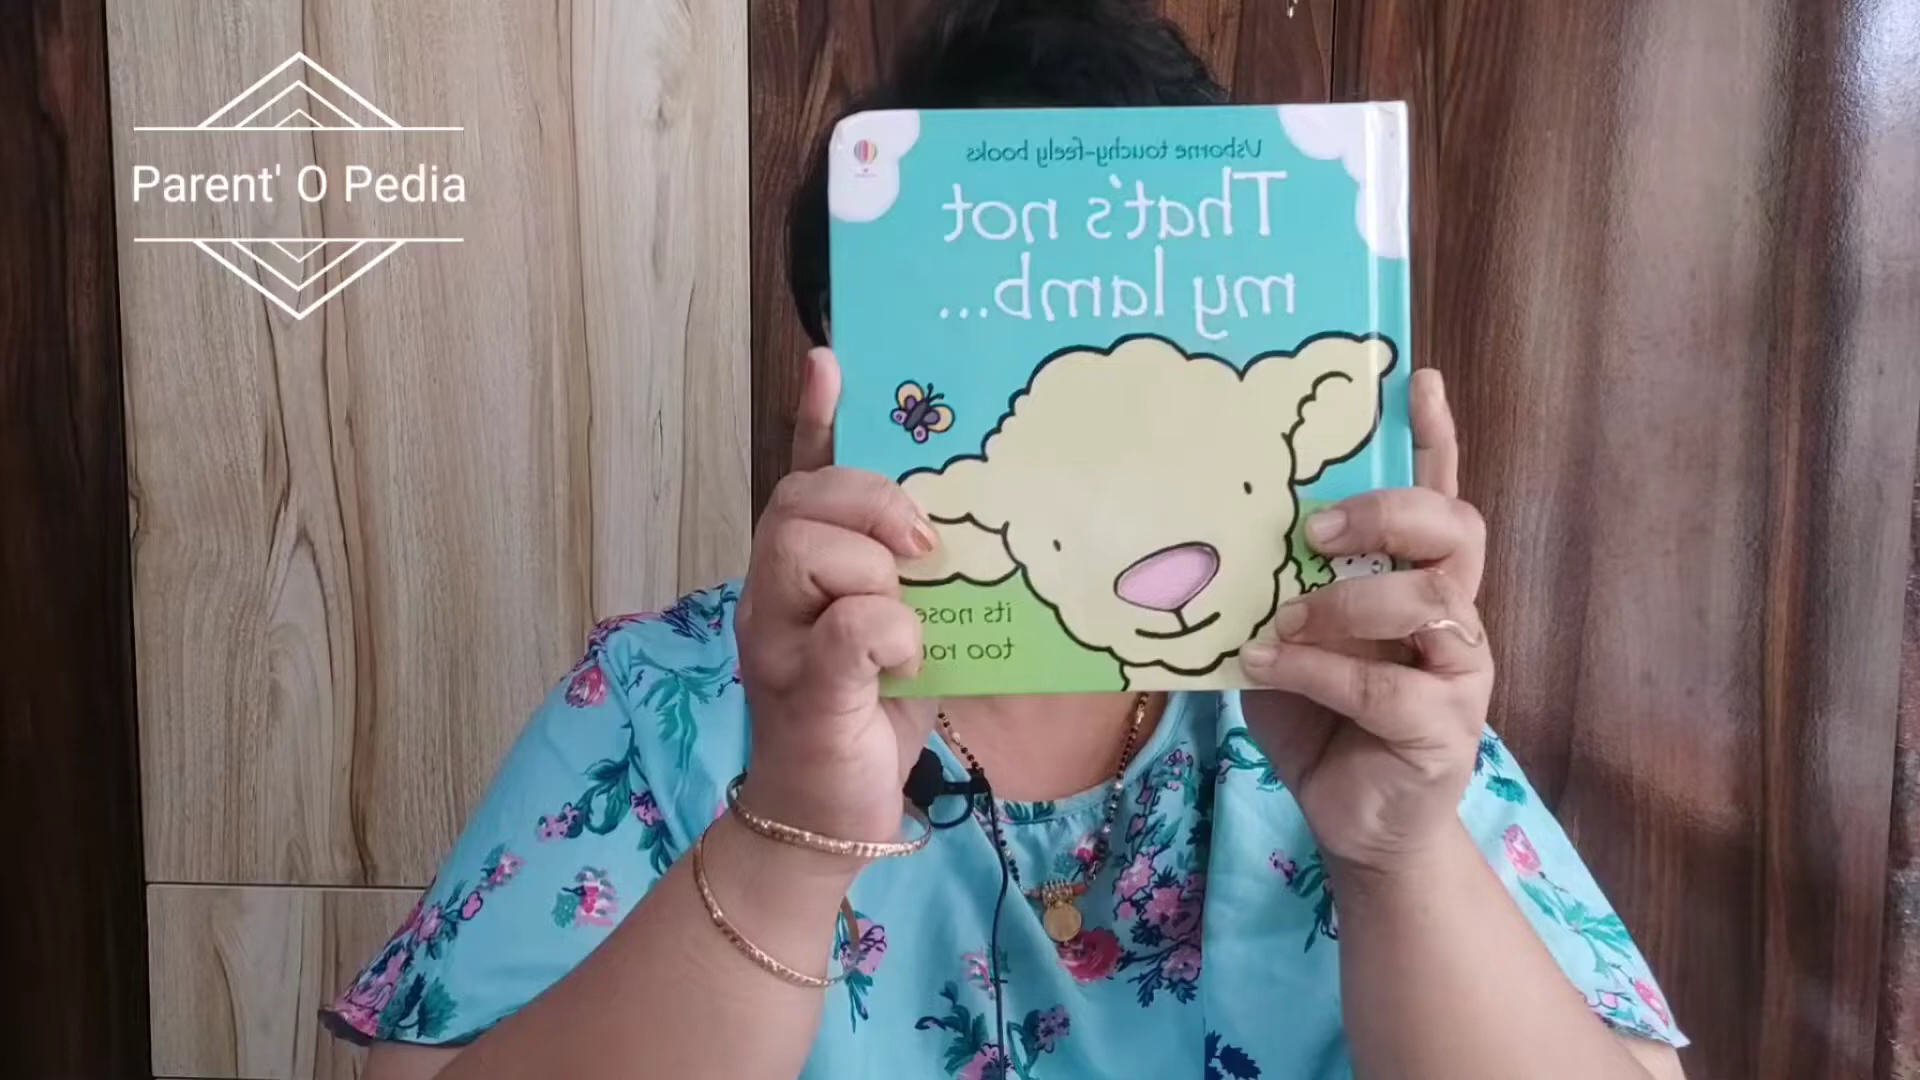 Parent' O Pedia
Usborne touchy-feely books
That's not
my lamb...
its nose
too